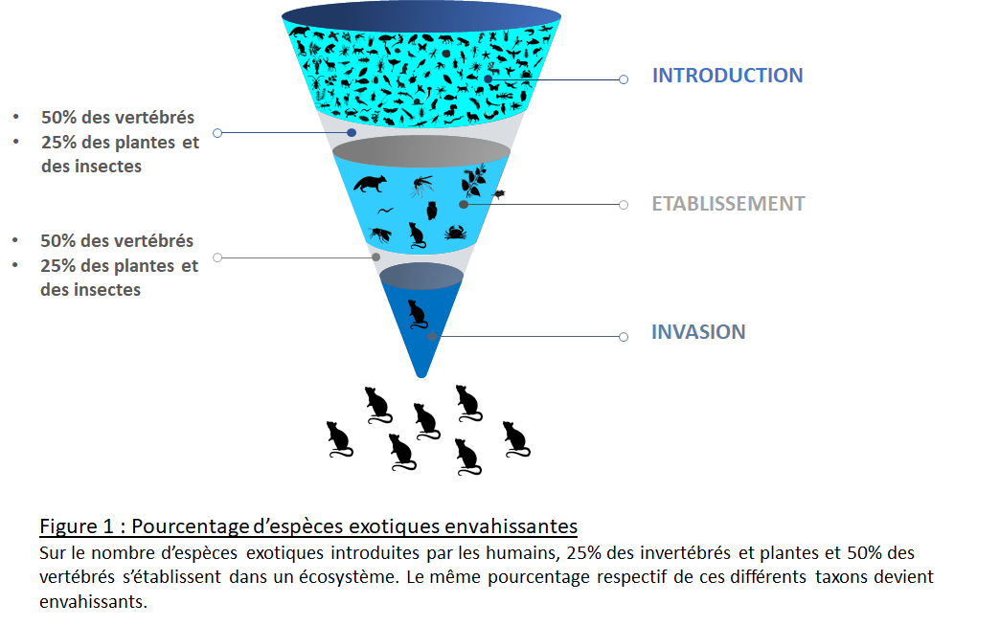 INTRODUCTION
• 50% des vertébrés
• 25% des plantes et
des insectes
ETABLISSEMENT
• 50% des vertébrés
• 25% des plantes et
des insectes
INVASION
Figure 1 : Pourcentage d’espèces exotiques envahissantes
Sur le nombre d’espèces exotiques introduites par les humains, 25% des invertébrés et plantes et 50% des
vertébrés s’établissent dans un écosystème. Le même pourcentage respectif de ces différents taxons devient
envahissants.